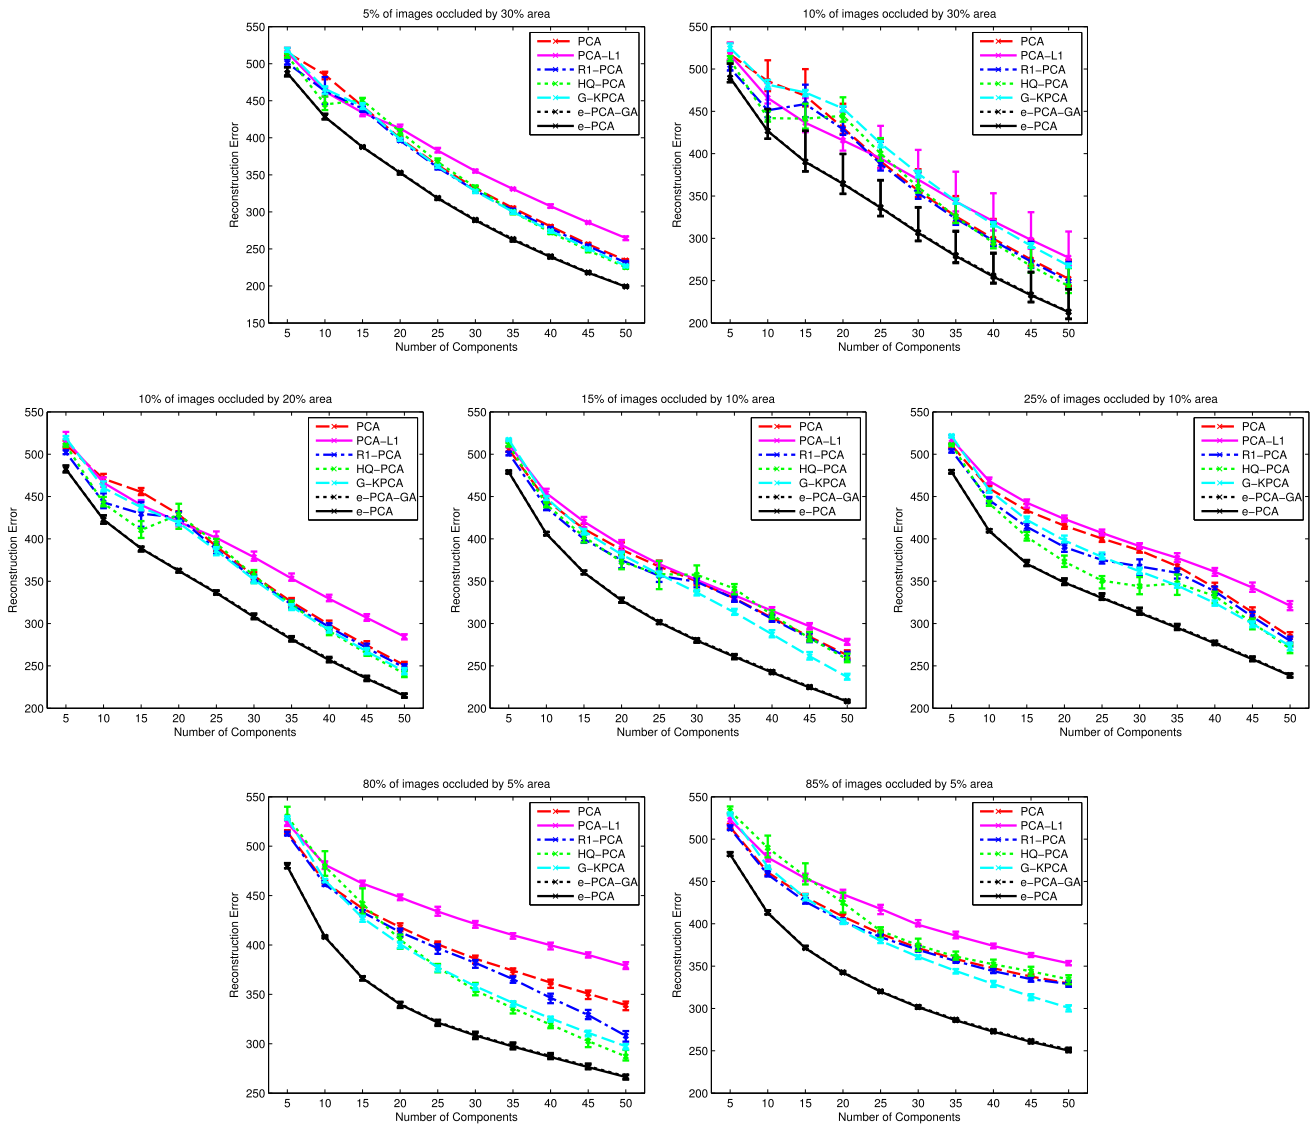 5% of images occluded by 30% area
550
500
450
400
350
300
250
200
150
Reconstruction Error
5 10 15 20 25 30 35 40 45 50
Number of Components
PCA
PCA−L1
R1−PCA
HQ−PCA
G−KPCA
e−PCA−GA
e−PCA
10% of images occluded by 30% area
550
500
450
400
350
300
250
200
Reconstruction Error
5 10 15 20 25 30 35 40 45 50
Number of Components
PCA
PCA−L1
R1−PCA
HQ−PCA
G−KPCA
e−PCA−GA
e−PCA
10% of images occluded by 20% area
550
500
450
400
350
300
250
200
Reconstruction Error
5 10 15 20 25 30 35 40 45 50
Number of Components
PCA
PCA−L1
R1−PCA
HQ−PCA
G−KPCA
e−PCA−GA
e−PCA
15% of images occluded by 10% area
550
500
450
400
350
300
250
200
Reconstruction Error
5 10 15 20 25 30 35 40 45 50
Number of Components
PCA
PCA−L1
R1−PCA
HQ−PCA
G−KPCA
e−PCA−GA
e−PCA
25% of images occluded by 10% area
550
500
450
400
350
300
250
200
Reconstruction Error
5 10 15 20 25 30 35 40 45 50
Number of Components
PCA
PCA−L1
R1−PCA
HQ−PCA
G−KPCA
e−PCA−GA
e−PCA
80% of images occluded by 5% area
550
500
450
400
350
300
250
Reconstruction Error
5 10 15 20 25 30 35 40 45 50
Number of Components
PCA
PCA−L1
R1−PCA
HQ−PCA
G−KPCA
e−PCA−GA
e−PCA
85% of images occluded by 5% area
550
500
450
400
350
300
250
200
Reconstruction Error
5 10 15 20 25 30 35 40 45 50
Number of Components
PCA
PCA−L1
R1−PCA
HQ−PCA
G−KPCA
e−PCA−GA
e−PCA